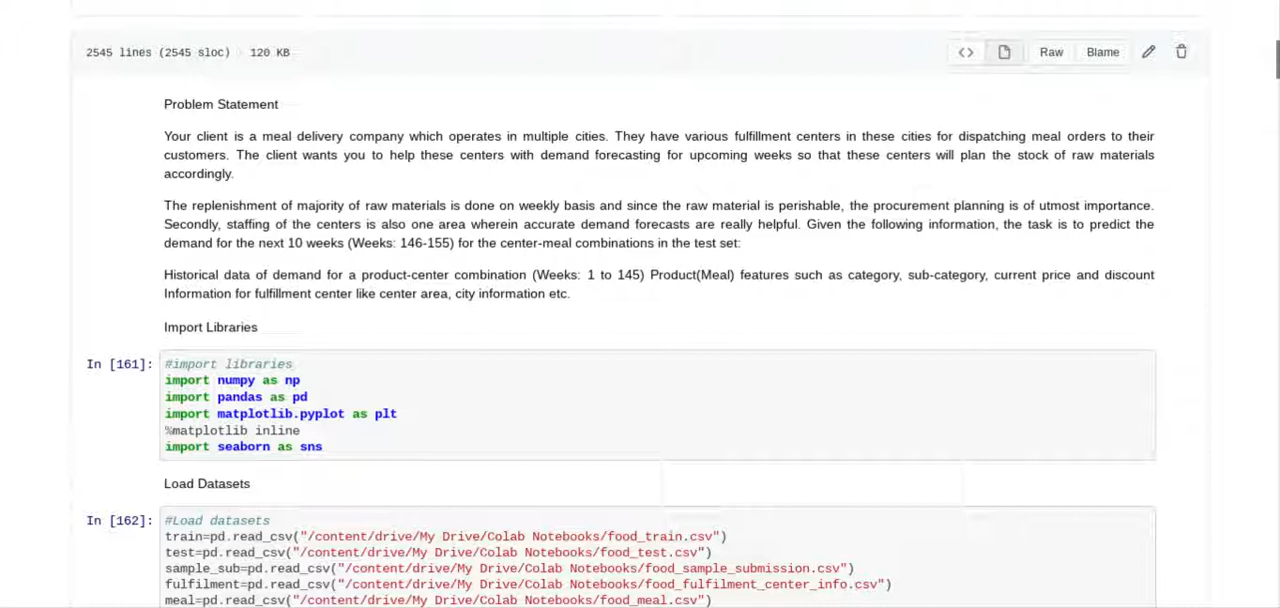 2545 lines (2545 sloc) 120 KB
Raw
Blame
Problem Statement
Your client is a meal delivery company which operates in multiple cities. They have various fulfillment centers in these cities for dispatching meal orders to their
customers. The client wants you to help these centers with demand forecasting for upcoming weeks so that these centers will plan the stock of raw materials
accordingly.
The replenishment of majority of raw materials is done on weekly basis and since the raw material is perishable, the procurement planning is of utmost importance.
Secondly, staffing of the centers is also one area wherein accurate demand forecasts are really helpful. Given the following information, the task is to predict the
demand for the next 10 weeks (Weeks: 146-155) for the center-meal combinations in the test set:
Historical data of demand for a product-center combination (Weeks: 1 to 145) Product(Meal) features such as category, sub-category, current price and discount
Information for fulfillment center like center area, city information etc.
Import Libraries
In [161]: #import libraries
import numpy as np
import pandas as pd
import matplotlib.pyplot as plt
%matplotlib inline
import seaborn as sns
Load Datasets
In [162]: #Load datasets
train=pd.read_csv("/content/drive/My Drive/Colab Notebooks/food_train.csv")
test=pd.read_csv("/content/drive/My Drive/Colab Notebooks/food_test.csv")
sample_sub=pd.read_csv("/content/drive/My Drive/Colab Notebooks/food_sample_submission.csv")
fulfilment=pd.read_csv("/content/drive/My Drive/Colab Notebooks/food_fulfilment_center_info.csv")
meal=pd.read_csv("/content/drive/My Drive/Colab Notebooks/food_meal.csv")